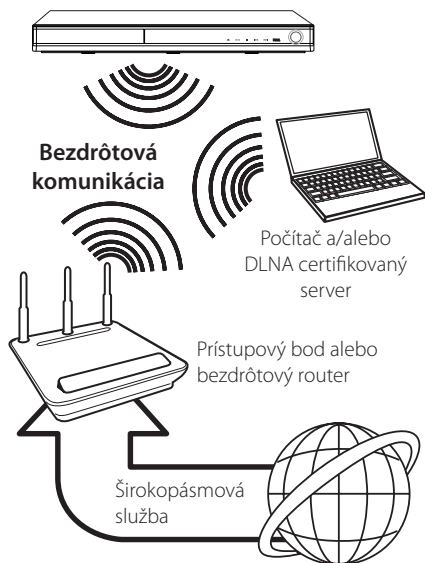 Bezdrôtová
komunikácia
Počítač a/alebo
DLNA certifikovaný
server
Prístupový bod alebo
bezdrôtový router
Širokopásmová
služba